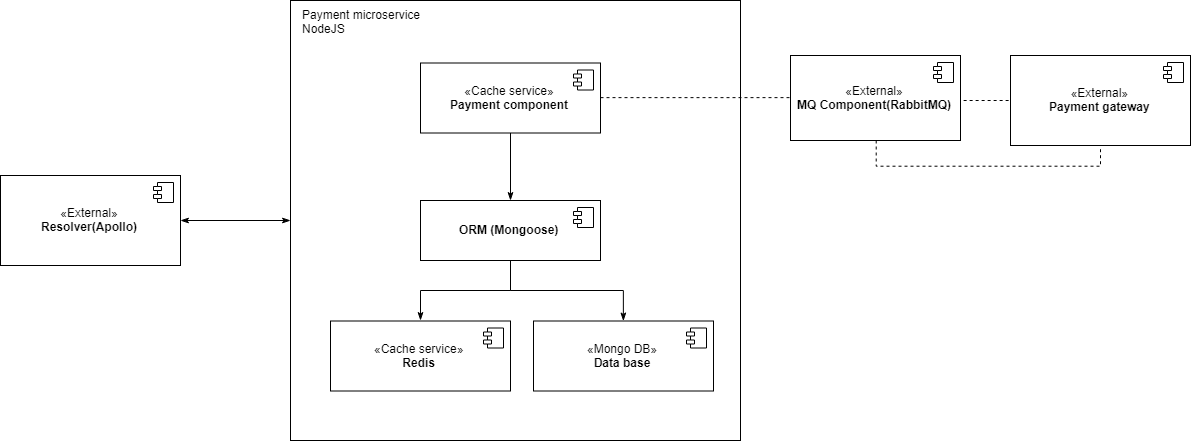 Payment microservice
NodeJS
«Cache service»
Payment component
«External»
MQ Component(RabbitMQ)
«External»
Payment gateway
«External»
Resolver(Apollo)
ORM (Mongoose)
«Cache service»
Redis
«Mongo DB»
Data base